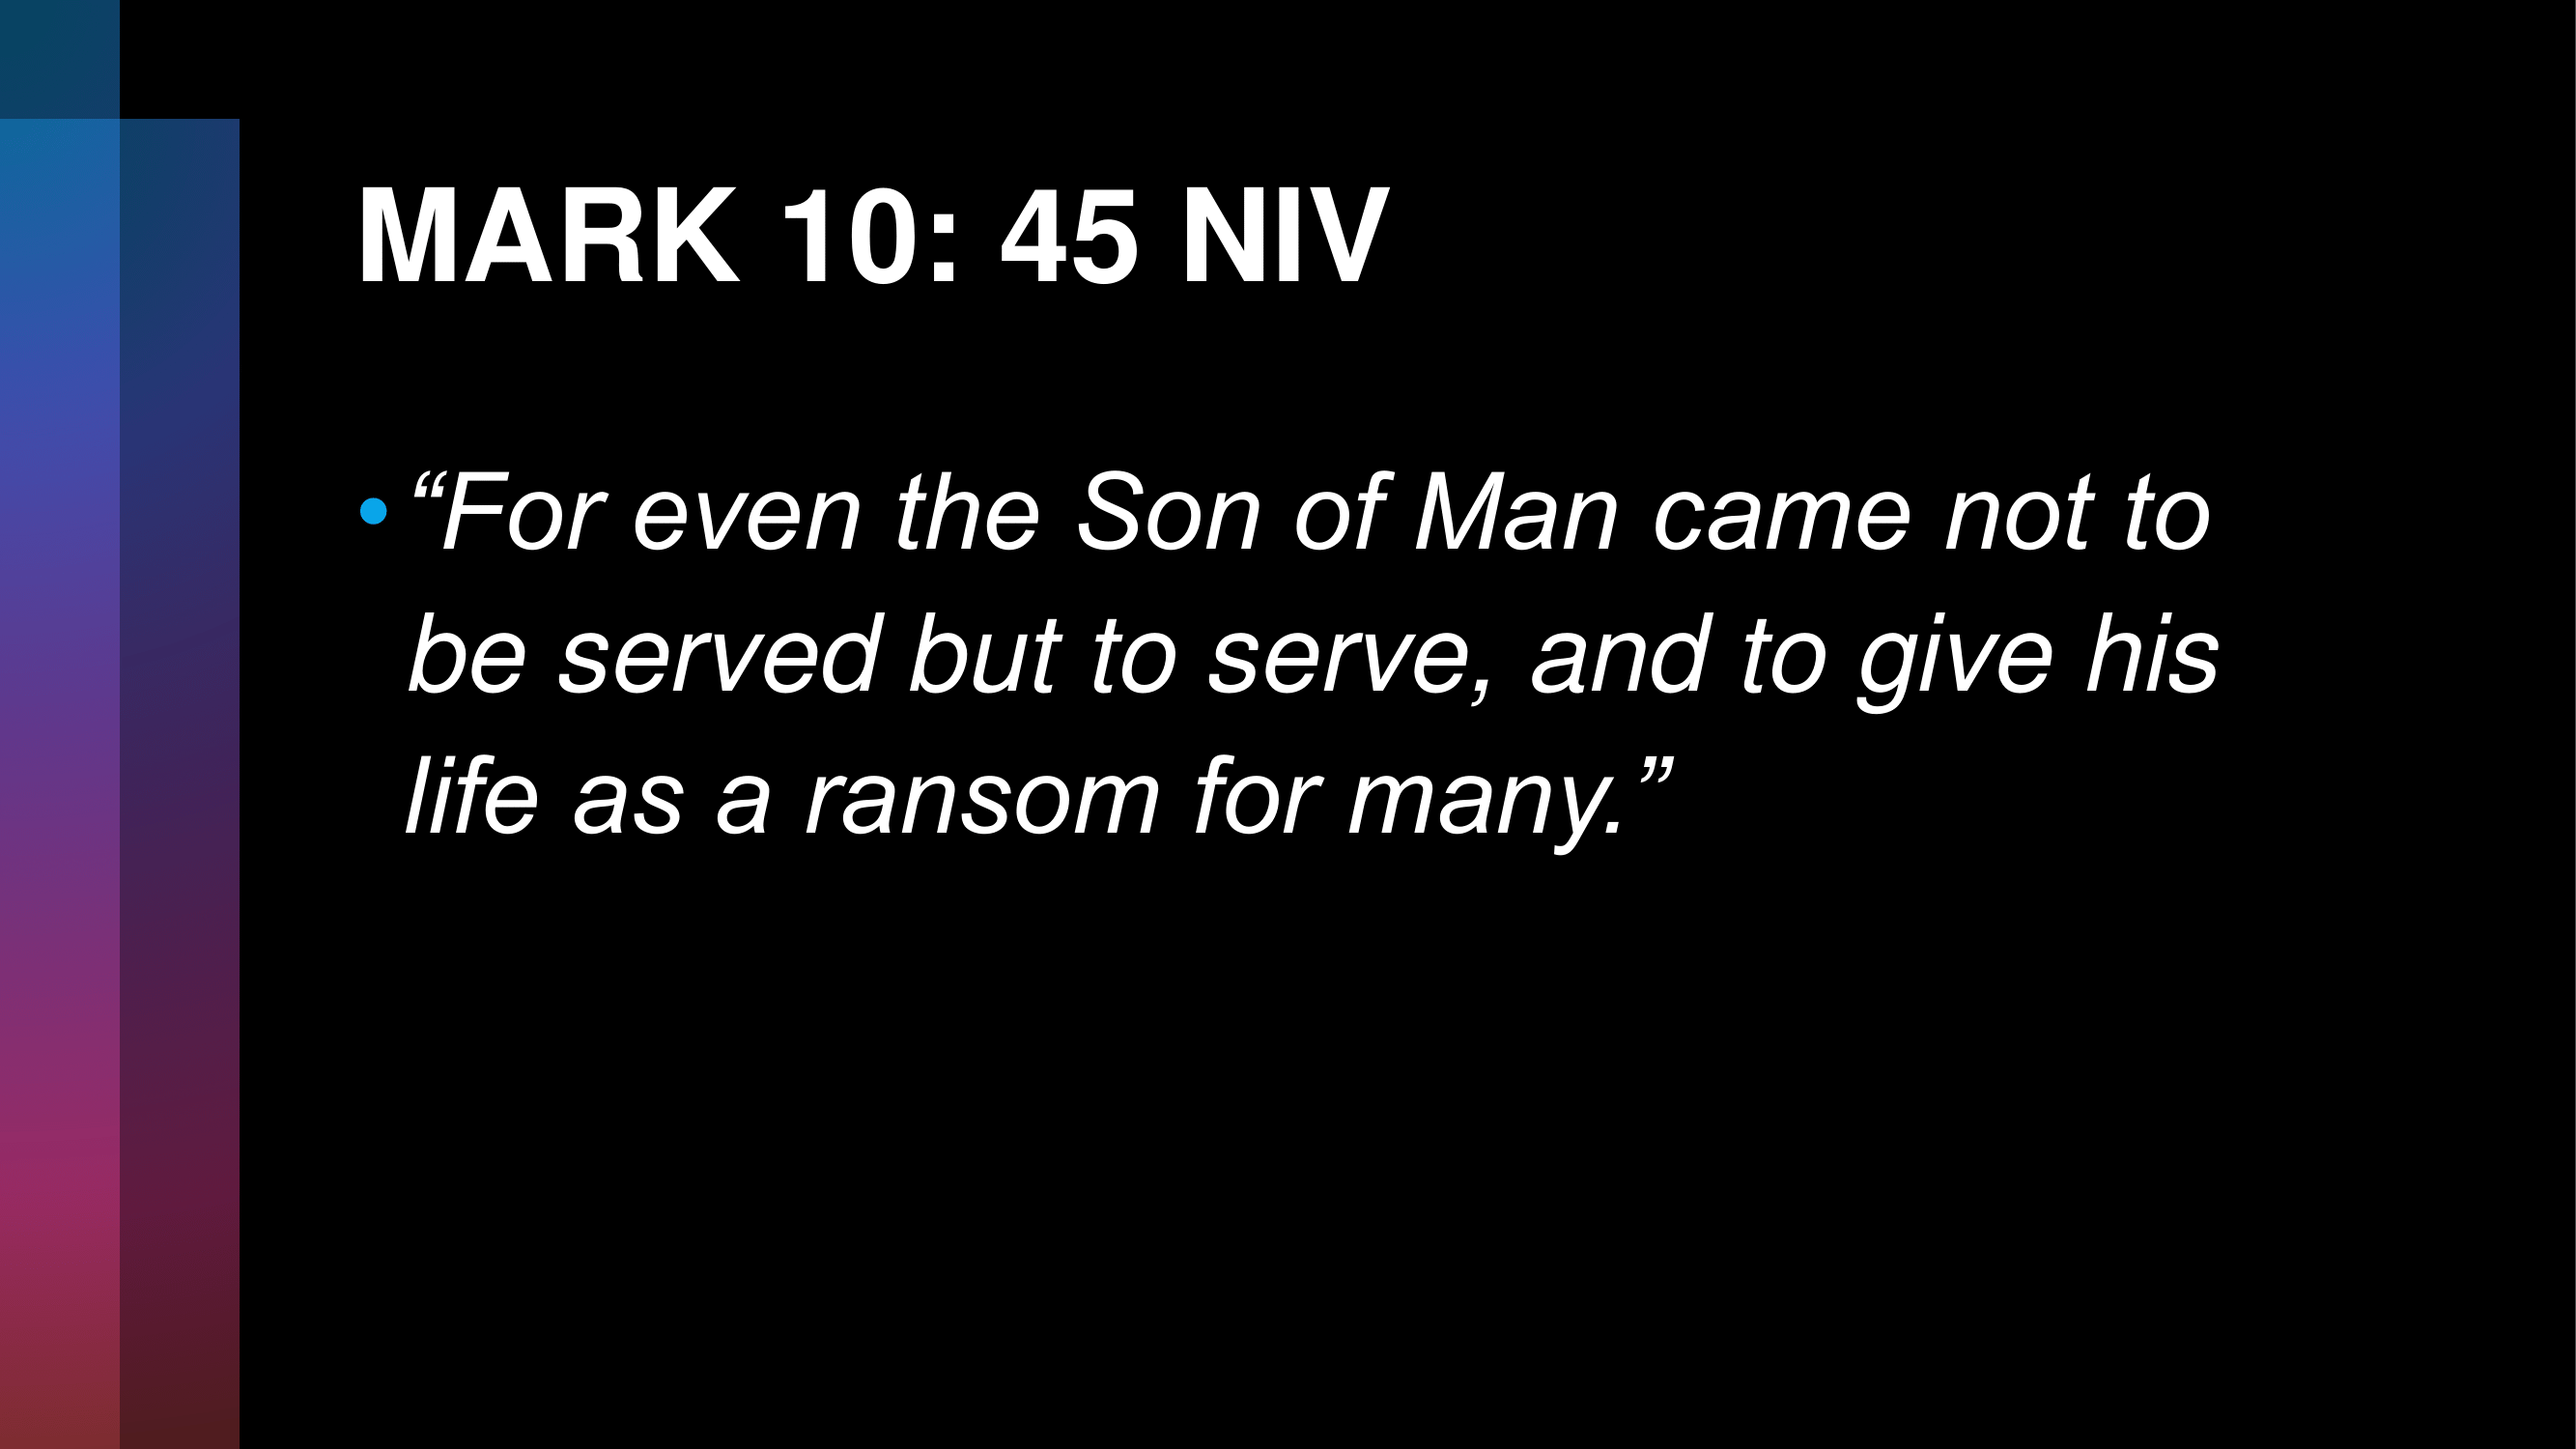 MARK 10: 45 NIV
• “For even the Son of Man came not to
be served but to serve, and to give his
life as a ransom for many.”